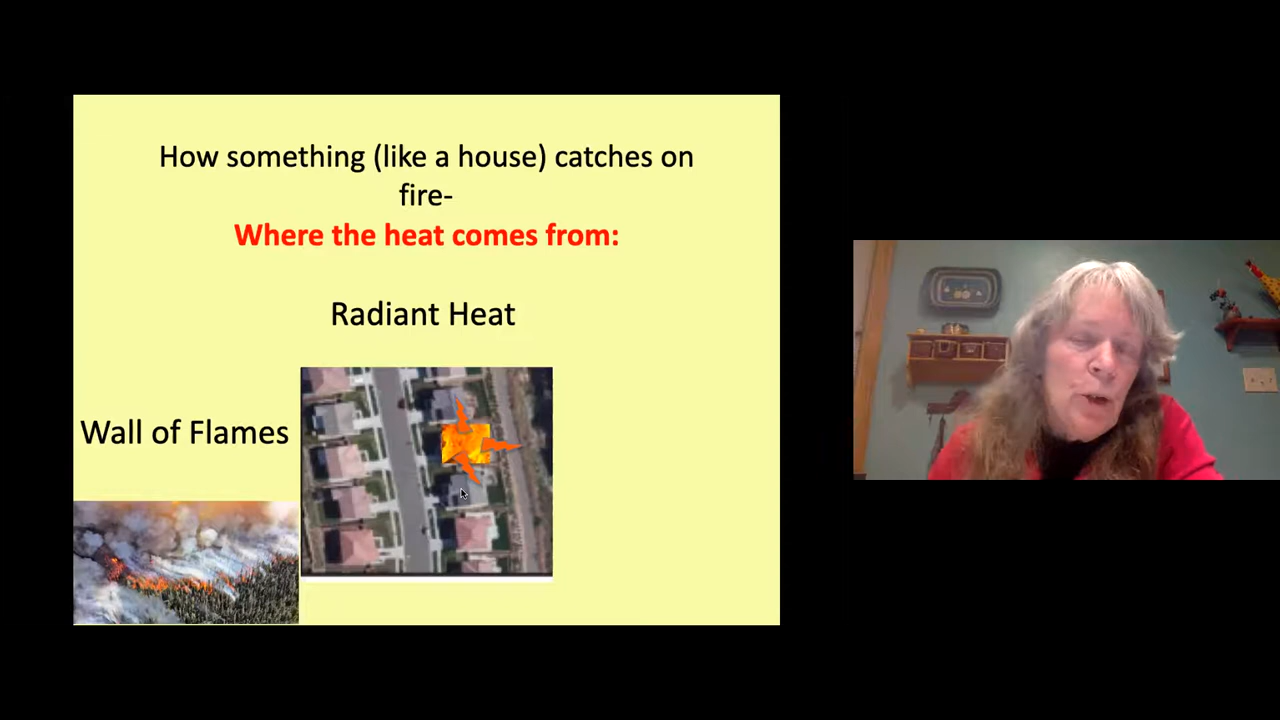 How something (like a house) catches on
fire-
Where the heat comes from:
Radiant Heat
Wall of Flames